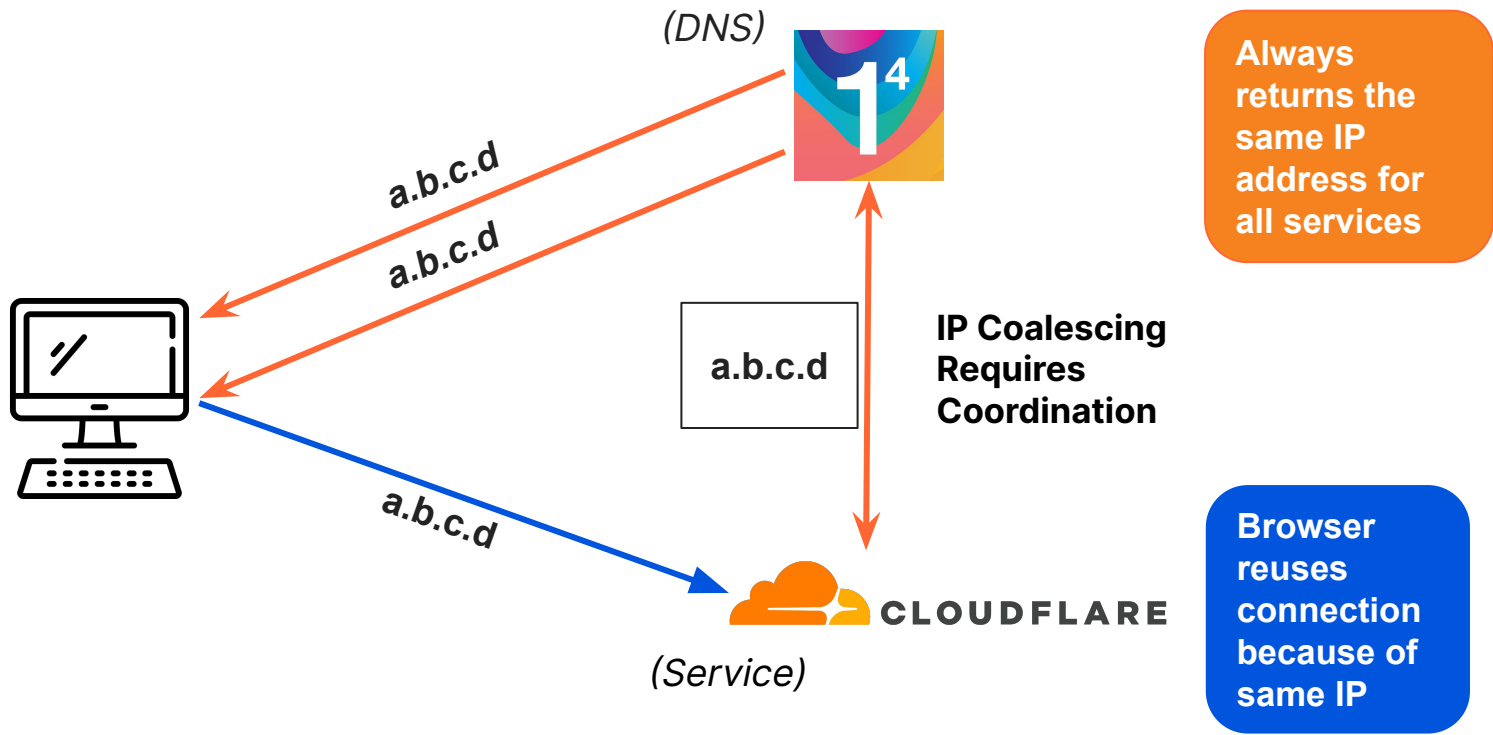 (DNS)
1⁴
Always
returns the
same IP
address for
all services
a.b.c.d
a.b.c.d
a.b.c.d
IP Coalescing
Requires
Coordination
a.b.c.d
CLOUDFLARE
(Service)
Browser
reuses
connection
because of
same IP